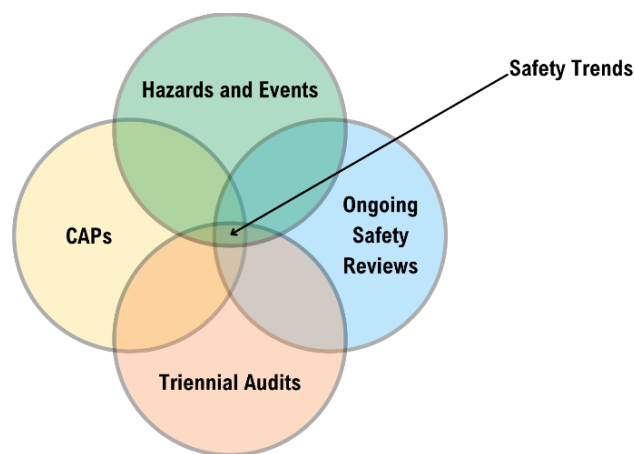 Safety Trends
Hazards and Events
CAPs
Ongoing
Safety
Reviews
Triennial Audits